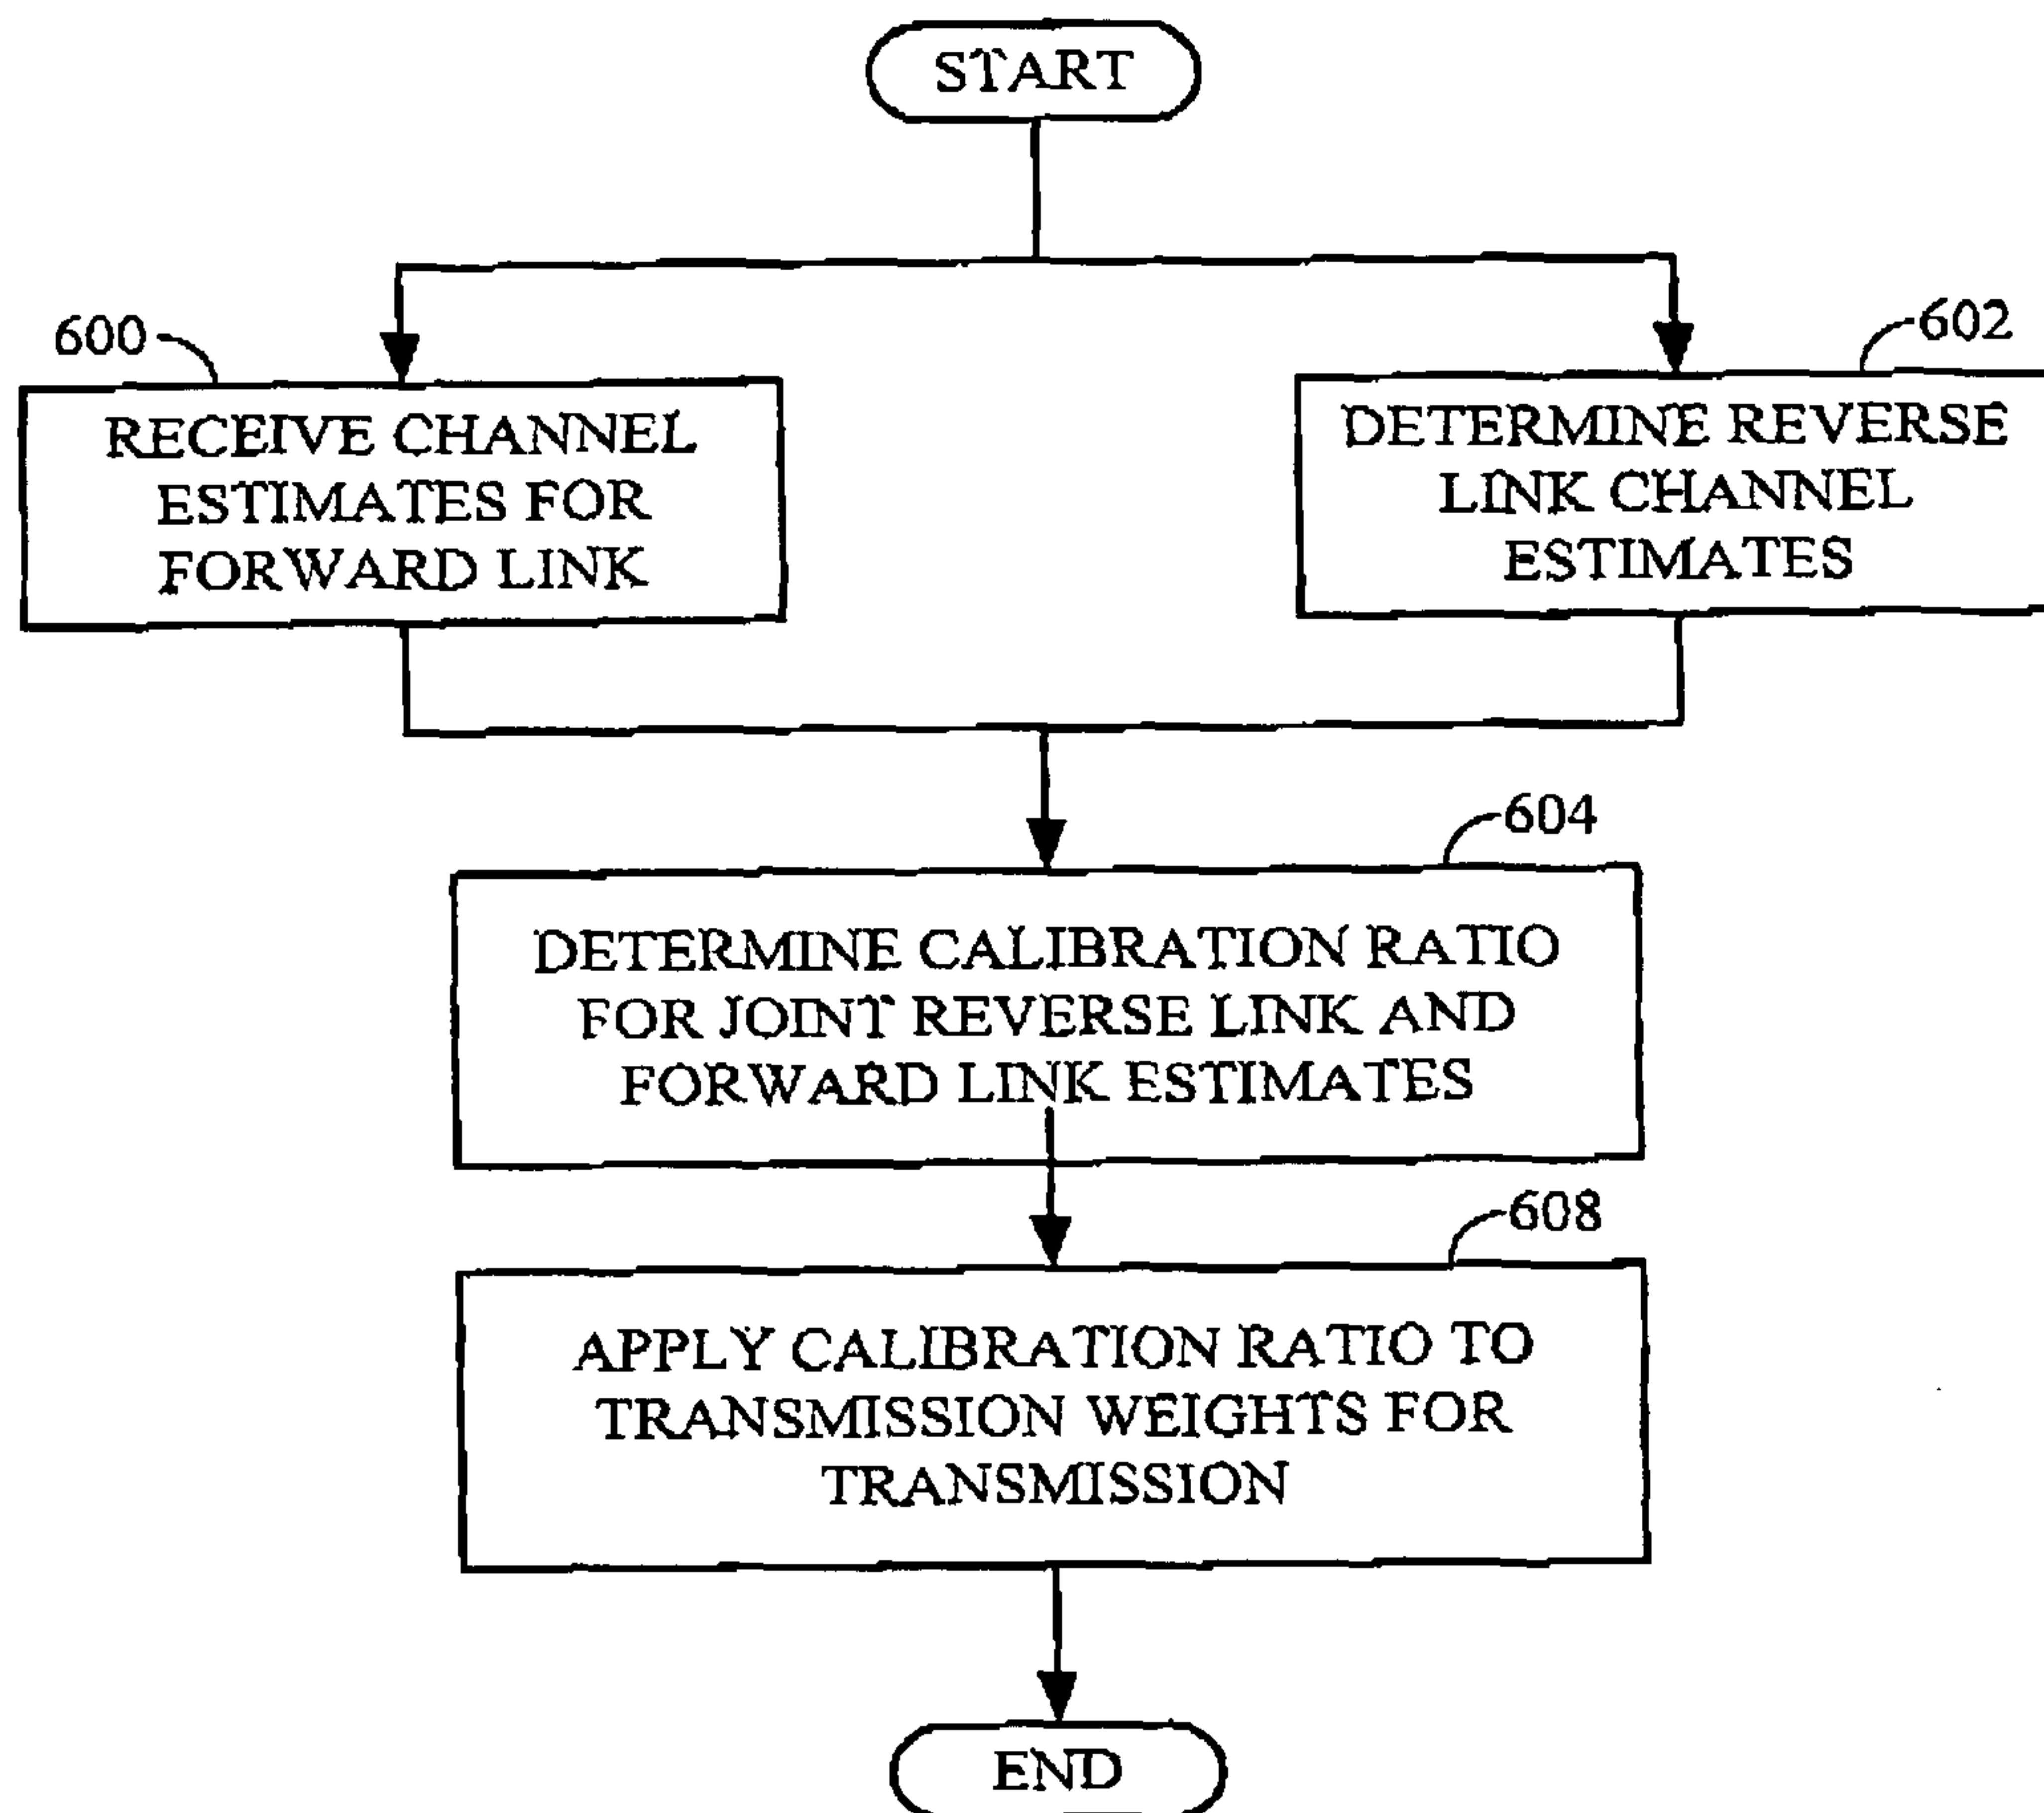 START
600
RECEIVE CHANNEL
ESTIMATES FOR
FORWARD LINK
602
DETERMINE REVERSE
LINK CHANNEL
ESTIMATES
604
DETERMINE CALIBRATION RATIO
FOR JOINT REVERSE LINK AND
FORWARD LINK ESTIMATES
608
APPLY CALIBRATION RATIO TO
TRANSMISSION WEIGHTS FOR
TRANSMISSION
END